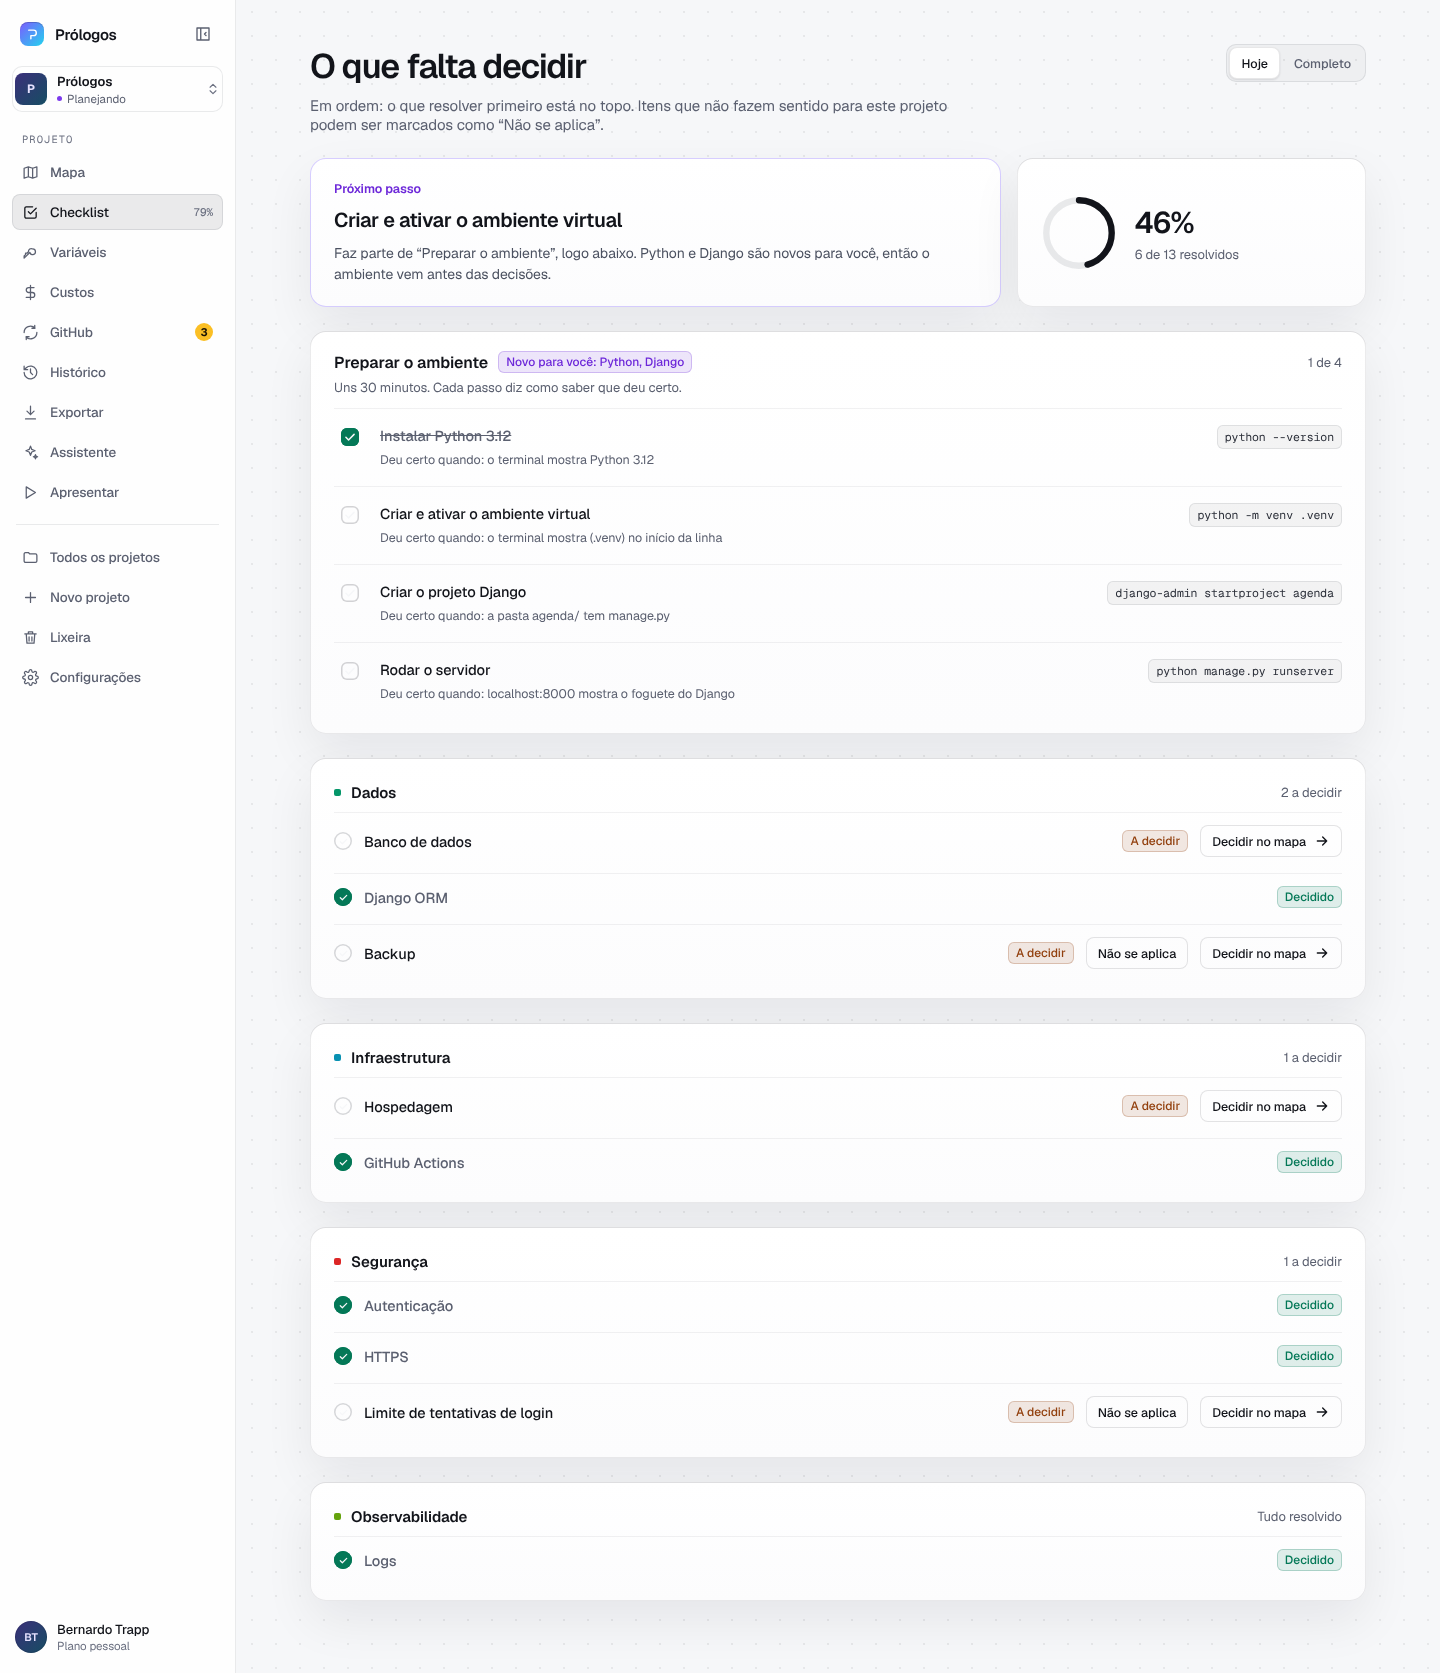 Prólogos
P
Prólogos
Planejando
PROJETO
Mapa
Checklist
79%
Variáveis
Custos
GitHub
3
Histórico
Exportar
Assistente
Apresentar
Todos os projetos
Novo projeto
Lixeira
Configurações
BT
Bernardo Trapp
Plano pessoal
O que falta decidir
Hoje
Completo
Em ordem: o que resolver primeiro está no topo. Itens que não fazem sentido para este projeto
podem ser marcados como “Não se aplica”.
Próximo passo
Criar e ativar o ambiente virtual
Faz parte de “Preparar o ambiente”, logo abaixo. Python e Django são novos para você, então o
ambiente vem antes das decisões.
46%
6 de 13 resolvidos
Preparar o ambiente
Novo para você: Python, Django
1 de 4
Uns 30 minutos. Cada passo diz como saber que deu certo.
Instalar Python 3.12
python --version
Deu certo quando: o terminal mostra Python 3.12
Criar e ativar o ambiente virtual
python -m venv .venv
Deu certo quando: o terminal mostra (.venv) no início da linha
Criar o projeto Django
django-admin startproject agenda
Deu certo quando: a pasta agenda/ tem manage.py
Rodar o servidor
python manage.py runserver
Deu certo quando: localhost:8000 mostra o foguete do Django
Dados
2 a decidir
Banco de dados
A decidir
Decidir no mapa
Django ORM
Decidido
Backup
A decidir
Não se aplica
Decidir no mapa
Infraestrutura
1 a decidir
Hospedagem
A decidir
Decidir no mapa
GitHub Actions
Decidido
Segurança
1 a decidir
Autenticação
Decidido
HTTPS
Decidido
Limite de tentativas de login
A decidir
Não se aplica
Decidir no mapa
Observabilidade
Tudo resolvido
Logs
Decidido